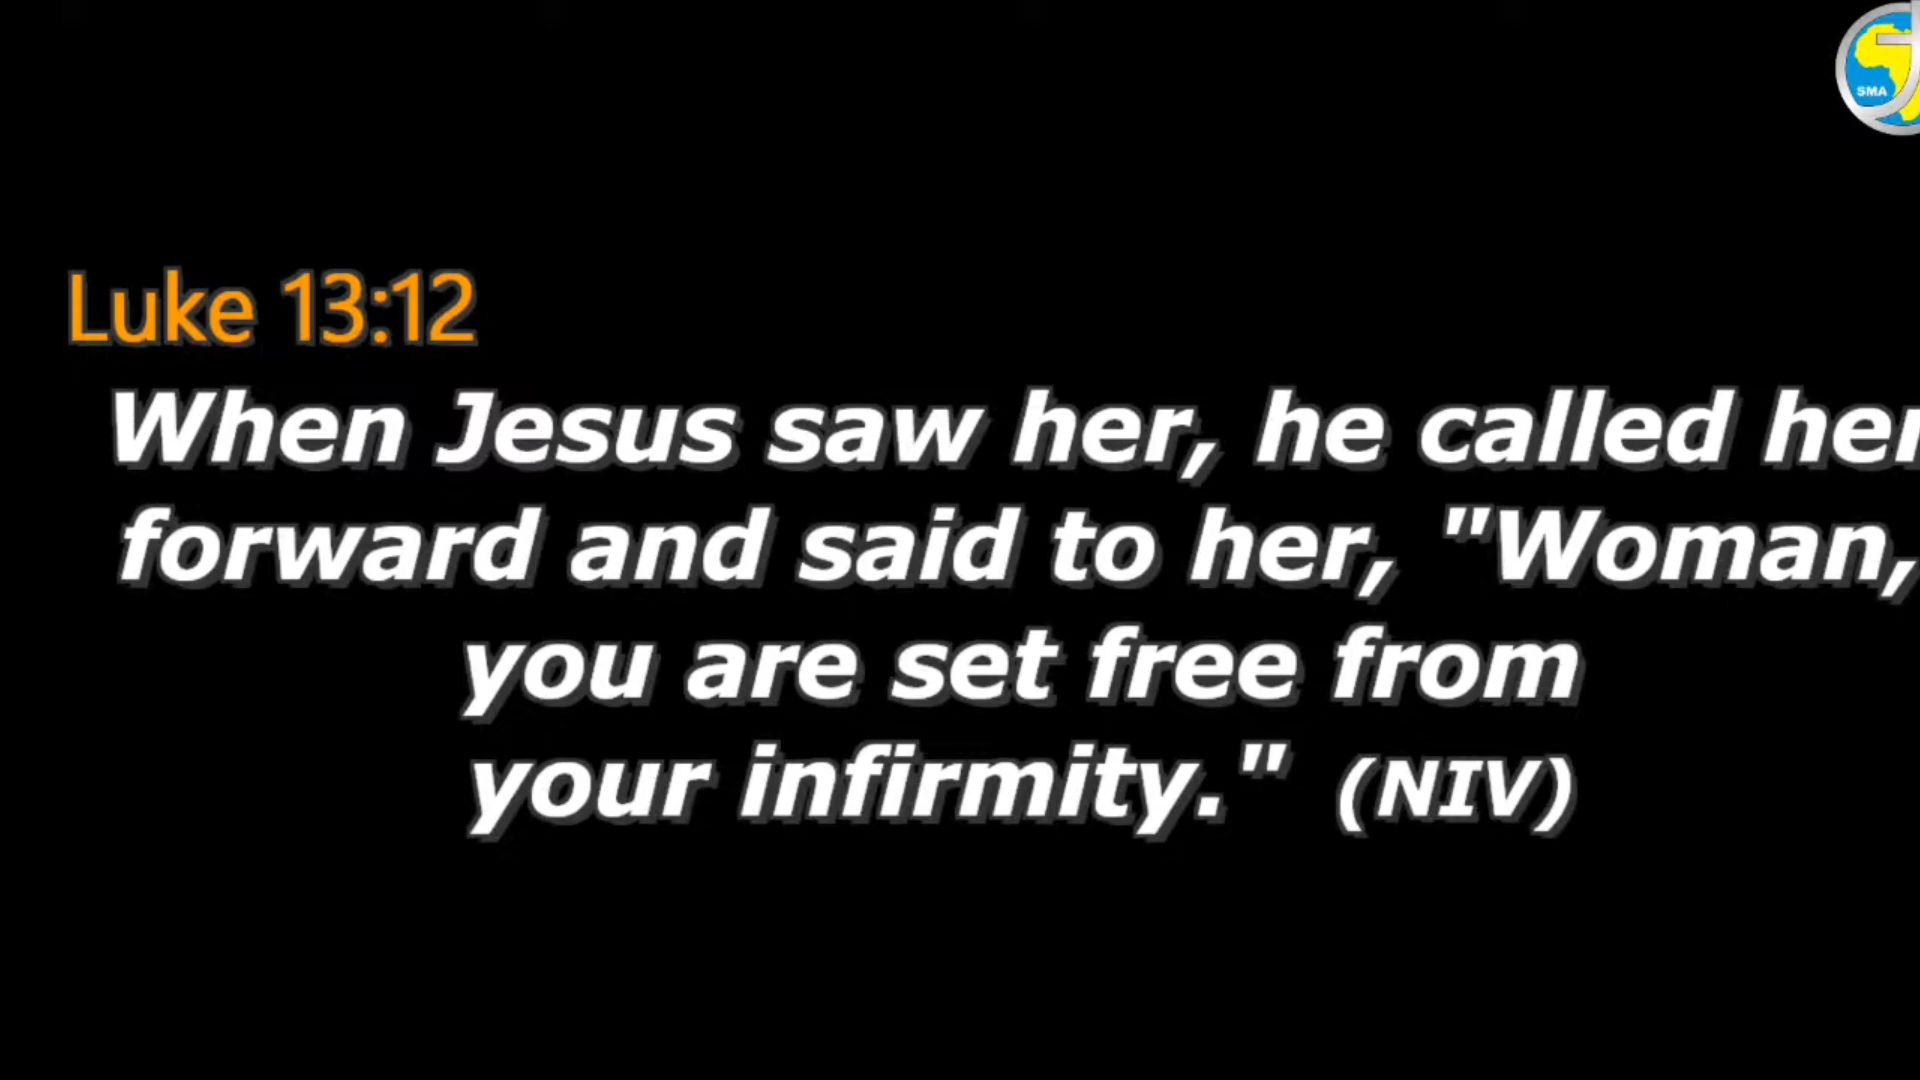 SMA
Luke 13:12
When Jesus saw her, he called her
forward and said to her, "Woman,
you are set free from
your infirmity." (NIV)